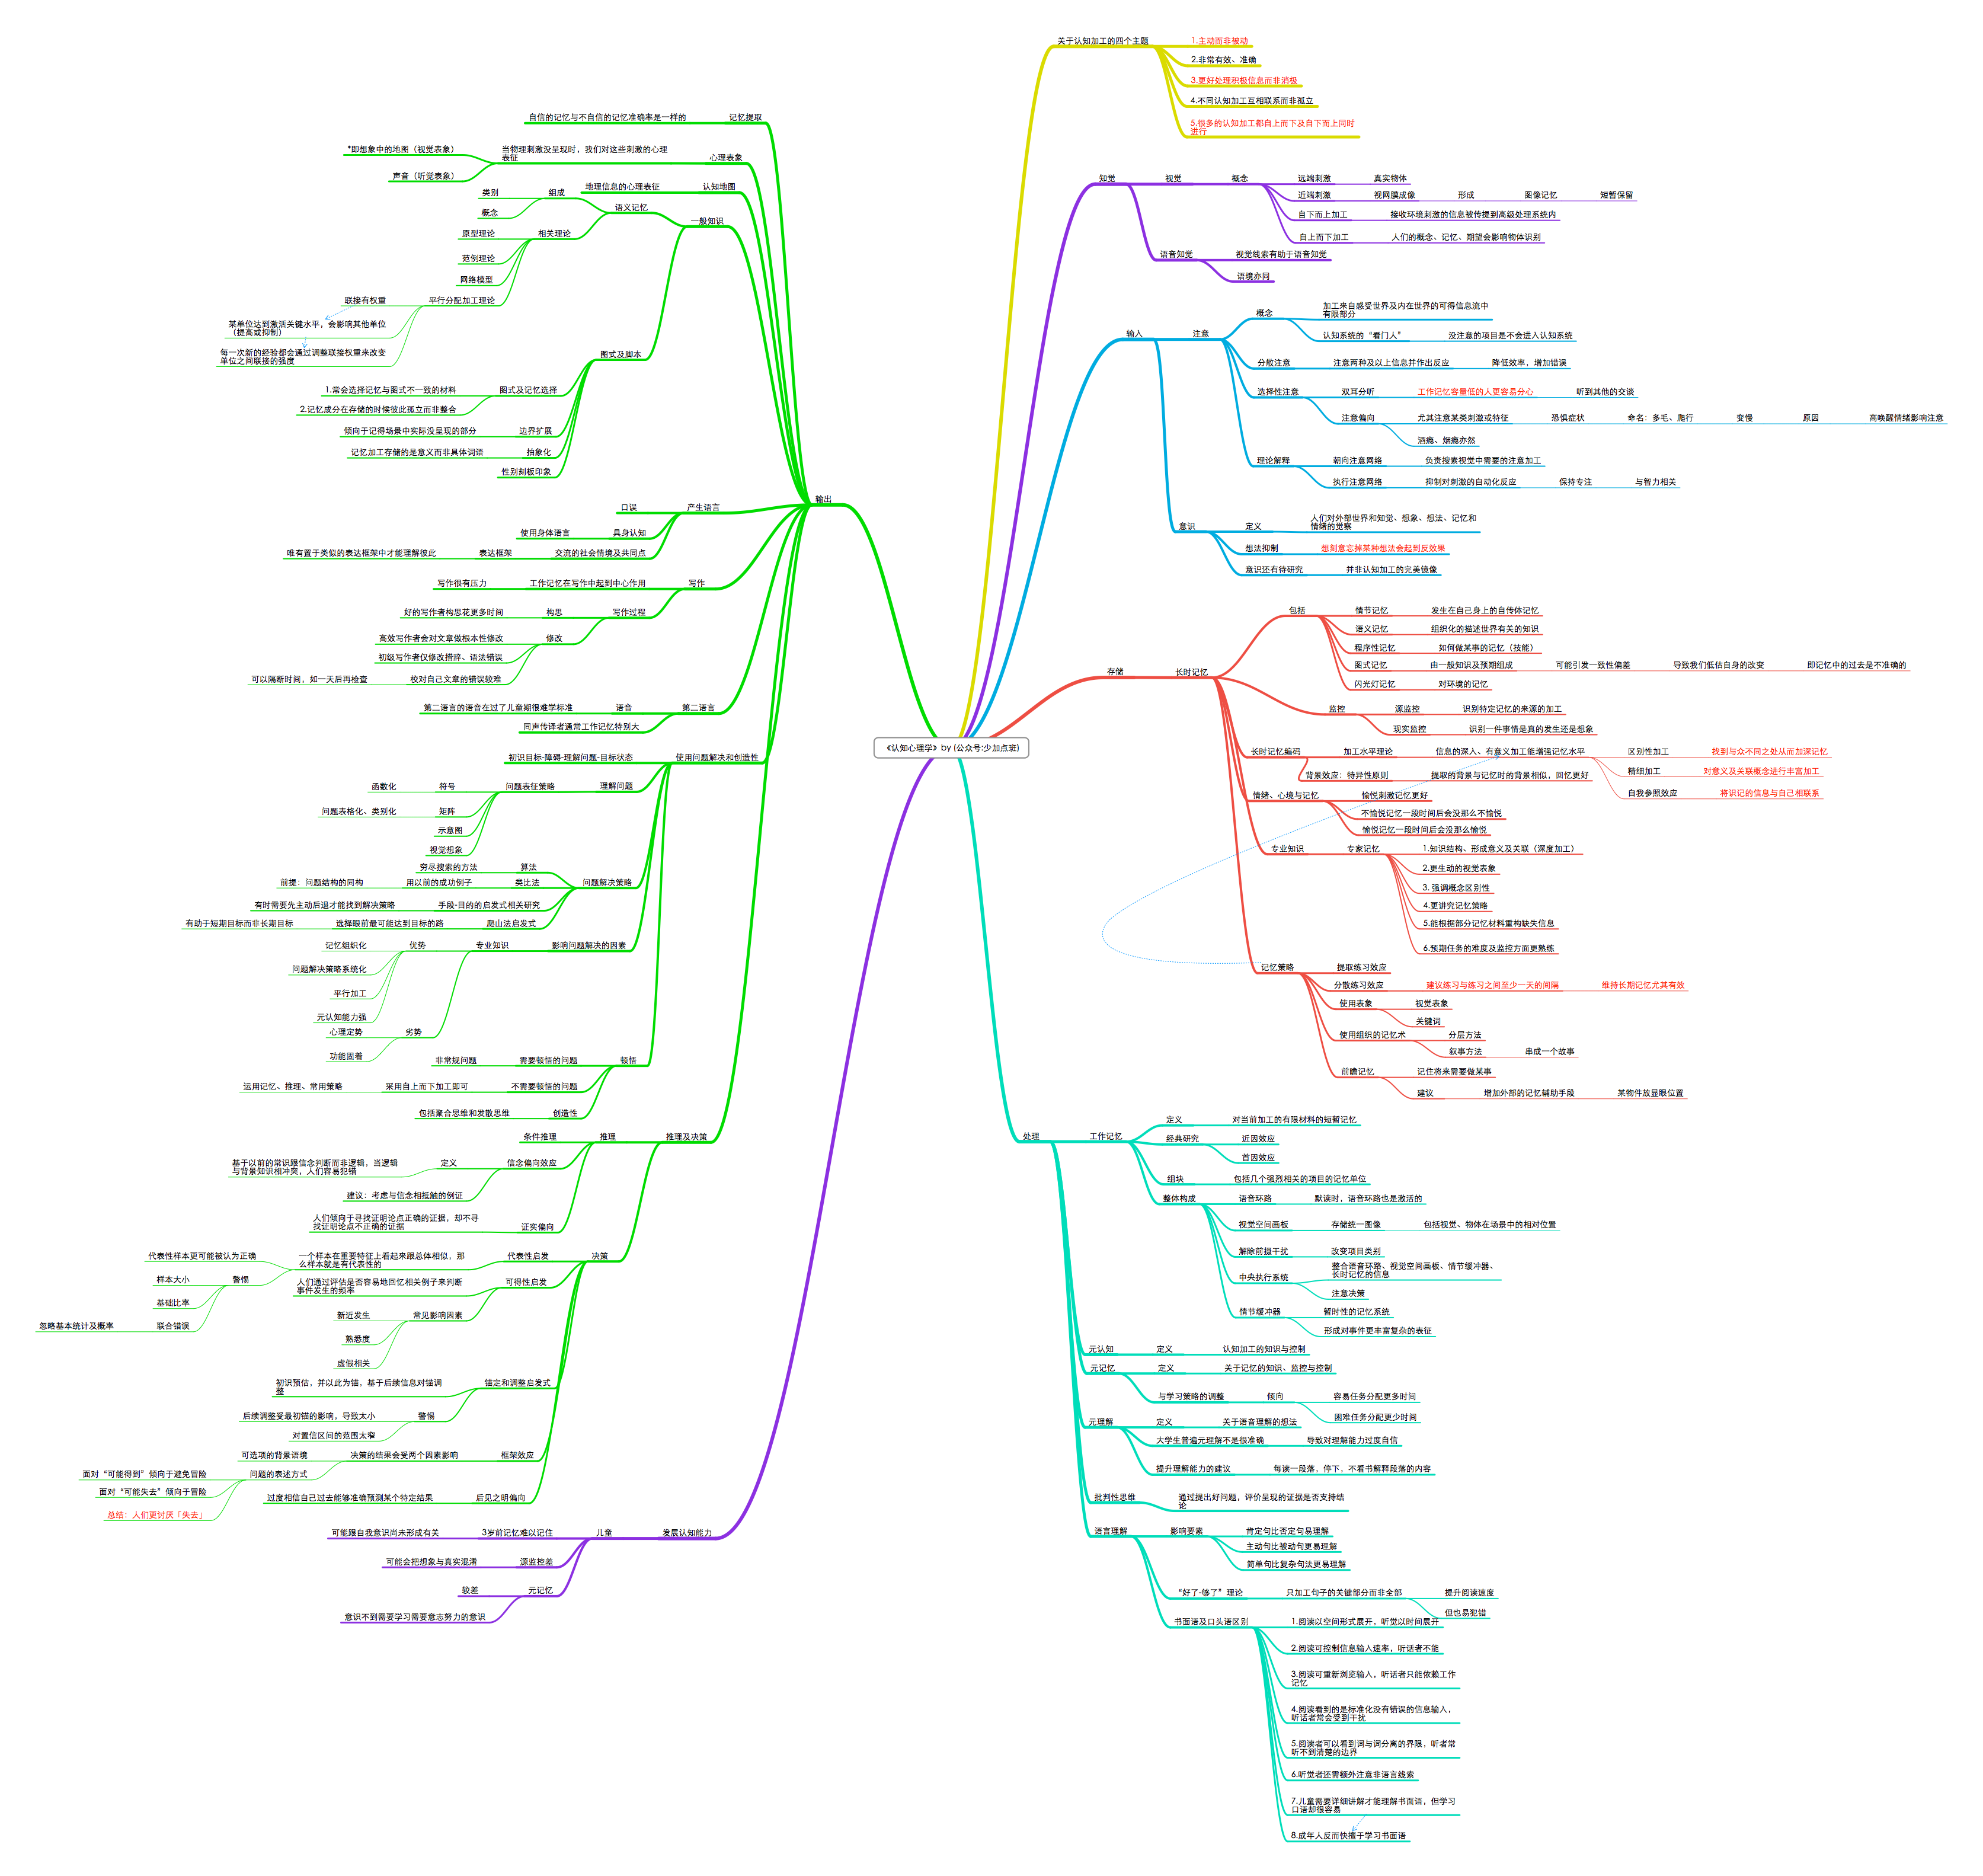 《认知心理学》by {公众号:少加点班}
关于认知加工的四个主题
1.主动而非被动
2.非常有效、准确
3.更好处理积极信息而非消极
4.不同认知加工互相联系而非孤立
5.很多的认知加工都自上而下及自下而上同时
进行
知觉
视觉
概念
远端刺激
真实物体
近端刺激
视网膜成像
形成
图像记忆
短暂保留
自下而上加工
接收环境刺激的信息被传提到高级处理系统内
自上而下加工
人们的概念、记忆、期望会影响物体识别
语音知觉
视觉线索有助于语音知觉
语境亦同
输入
注意
概念
加工来自感受世界及内在世界的可得信息流中
有限部分
认知系统的“看门人”
没注意的项目是不会进入认知系统
分散注意
注意两种及以上信息并作出反应
降低效率，增加错误
选择性注意
双耳分听
工作记忆容量低的人更容易分心
听到其他的交谈
注意偏向
尤其注意某类刺激或特征
恐惧症状
命名：多毛、爬行
变慢
原因
高唤醒情绪影响注意
酒瘾、烟瘾亦然
理论解释
朝向注意网络
负责搜素视觉中需要的注意加工
执行注意网络
抑制对刺激的自动化反应
保持专注
与智力相关
意识
定义
人们对外部世界和知觉、想象、想法、记忆和
情绪的觉察
想法抑制
想刻意忘掉某种想法会起到反效果
意识还有待研究
并非认知加工的完美镜像
存储
长时记忆
包括
情节记忆
发生在自己身上的自传体记忆
语义记忆
组织化的描述世界有关的知识
程序性记忆
如何做某事的记忆（技能）
图式记忆
由一般知识及预期组成
可能引发一致性偏差
导致我们低估自身的改变
即记忆中的过去是不准确的
闪光灯记忆
对环境的记忆
监控
源监控
识别特定记忆的来源的加工
现实监控
识别一件事情是真的发生还是想象
长时记忆编码
加工水平理论
信息的深人、有意义加工能增强记忆水平
区别性加工
找到与众不同之处从而加深记忆
精细加工
对意义及关联概念进行丰富加工
自我参照效应
将识记的信息与自己相联系
背景效应：特异性原则
提取的背景与记忆时的背景相似，回忆更好
情绪、心境与记忆
愉悦刺激记忆更好
不愉悦记忆一段时间后会没那么不愉悦
愉悦记忆一段时间后会没那么愉悦
专业知识
专家记忆
1.知识结构、形成意义及关联（深度加工）
2.更生动的视觉表象
3. 强调概念区别性
4.更讲究记忆策略
5.能根据部分记忆材料重构缺失信息
6.预期任务的难度及监控方面更熟练
记忆策略
提取练习效应
分散练习效应
建议练习与练习之间至少一天的间隔
维持长期记忆尤其有效
使用表象
视觉表象
关键词
使用组织的记忆术
分层方法
叙事方法
串成一个故事
前瞻记忆
记住将来需要做某事
建议
增加外部的记忆辅助手段
某物件放显眼位置
处理
工作记忆
定义
对当前加工的有限材料的短暂记忆
经典研究
近因效应
首因效应
组块
包括几个强烈相关的项目的记忆单位
整体构成
语音环路
默读时，语音环路也是激活的
视觉空间画板
存储统一图像
包括视觉、物体在场景中的相对位置
解除前摄干扰
改变项目类别
中央执行系统
整合语音环路、视觉空间画板、情节缓冲器、
长时记忆的信息
注意决策
情节缓冲器
暂时性的记忆系统
形成对事件更丰富复杂的表征
元认知
定义
认知加工的知识与控制
元记忆
定义
关于记忆的知识、监控与控制
与学习策略的调整
倾向
容易任务分配更多时间
困难任务分配更少时间
元理解
定义
关于语音理解的想法
大学生普遍元理解不是很准确
导致对理解能力过度自信
提升理解能力的建议
每读一段落，停下，不看书解释段落的内容
批判性思维
通过提出好问题，评价呈现的证据是否支持结
论
语言理解
影响要素
肯定句比否定句易理解
主动句比被动句更易理解
简单句比复杂句法更易理解
“好了-够了”理论
只加工句子的关键部分而非全部
提升阅读速度
但也易犯错
书面语及口头语区别
1.阅读以空间形式展开，听觉以时间展开
2.阅读可控制信息输入速率，听话者不能
3.阅读可重新浏览输入，听话者只能依赖工作
记忆
4.阅读看到的是标准化没有错误的信息输入，
听话者常会受到干扰
5.阅读者可以看到词与词分离的界限，听者常
听不到清楚的边界
6.听觉者还需额外注意非语言线索
7.儿童需要详细讲解才能理解书面语，但学习
口语却很容易
8.成年人反而快擅于学习书面语
输出
记忆提取
自信的记忆与不自信的记忆准确率是一样的
心理表象
当物理刺激没呈现时，我们对这些刺激的心理
表征
*即想象中的地图（视觉表象）
声音（听觉表象）
认知地图
地理信息的心理表征
一般知识
语义记忆
组成
类别
概念
相关理论
原型理论
范例理论
网络模型
平行分配加工理论
联接有权重
某单位达到激活关键水平，会影响其他单位
（提高或抑制）
每一次新的经验都会通过调整联接权重来改变
单位之间联接的强度
图式及脚本
图式及记忆选择
1.常会选择记忆与图式不一致的材料
2.记忆成分在存储的时候彼此孤立而非整合
边界扩展
倾向于记得场景中实际没呈现的部分
抽象化
记忆加工存储的是意义而非具体词语
性别刻板印象
产生语言
口误
具身认知
使用身体语言
交流的社会情境及共同点
表达框架
唯有置于类似的表达框架中才能理解彼此
写作
工作记忆在写作中起到中心作用
写作很有压力
写作过程
构思
好的写作者构思花更多时间
修改
高效写作者会对文章做根本性修改
初级写作者仅修改措辞、语法错误
校对自己文章的错误较难
可以隔断时间，如一天后再检查
第二语言
语音
第二语言的语音在过了儿童期很难学标准
同声传译者通常工作记忆特别大
使用问题解决和创造性
初识目标-障碍-理解问题-目标状态
理解问题
问题表征策略
符号
函数化
矩阵
问题表格化、类别化
示意图
视觉想象
问题解决策略
算法
穷尽搜索的方法
类比法
用以前的成功例子
前提：问题结构的同构
手段-目的的启发式相关研究
有时需要先主动后退才能找到解决策略
爬山法启发式
选择眼前最可能达到目标的路
有助于短期目标而非长期目标
影响问题解决的因素
专业知识
优势
记忆组织化
问题解决策略系统化
平行加工
元认知能力强
劣势
心理定势
功能固着
顿悟
需要顿悟的问题
非常规问题
不需要顿悟的问题
采用自上而下加工即可
运用记忆、推理、常用策略
创造性
包括聚合思维和发散思维
推理及决策
推理
条件推理
信念偏向效应
定义
基于以前的常识跟信念判断而非逻辑，当逻辑
与背景知识相冲突，人们容易犯错
建议：考虑与信念相抵触的例证
证实偏向
人们倾向于寻找证明论点正确的证据，却不寻
找证明论点不正确的证据
决策
代表性启发
一个样本在重要特征上看起来跟总体相似，那
么样本就是有代表性的
代表性样本更可能被认为正确
警惕
样本大小
基础比率
联合错误
忽略基本统计及概率
可得性启发
人们通过评估是否容易地回忆相关例子来判断
事件发生的频率
常见影响因素
新近发生
熟悉度
虚假相关
锚定和调整启发式
初识预估，并以此为锚，基于后续信息对锚调
整
警惕
后续调整受最初锚的影响，导致太小
对置信区间的范围太窄
框架效应
决策的结果会受两个因素影响
可选项的背景语境
问题的表述方式
面对“可能得到”倾向于避免冒险
面对“可能失去”倾向于冒险
总结：人们更讨厌「失去」
后见之明偏向
过度相信自己过去能够准确预测某个特定结果
发展认知能力
儿童
3岁前记忆难以记住
可能跟自我意识尚未形成有关
源监控差
可能会把想象与真实混淆
元记忆
较差
意识不到需要学习需要意志努力的意识